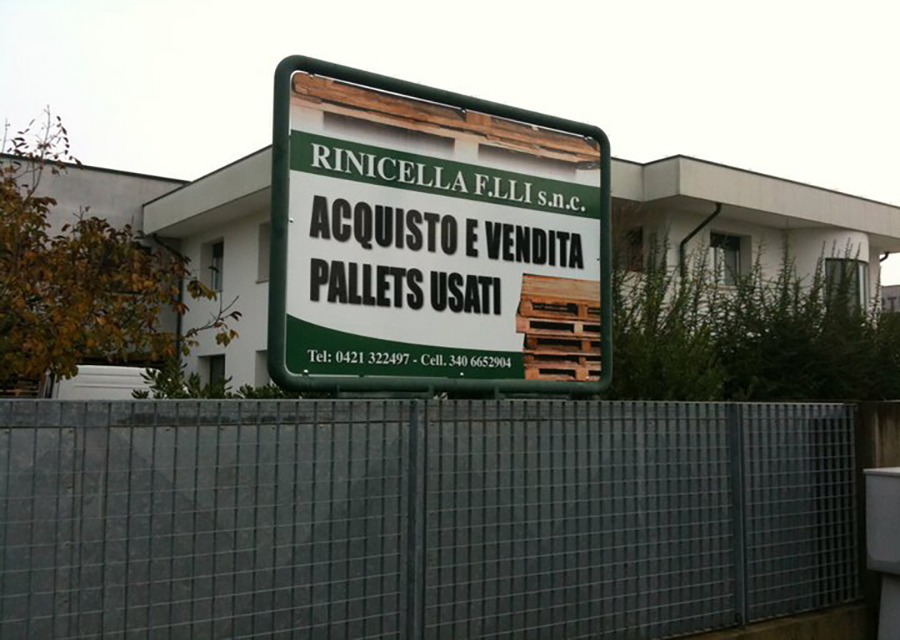 RINICELLA F.LLI s.n.c.
ACQUISTO E VENDITA
PALLETS USATI
Tel: 0421 322497 - Cell. 340 6652904